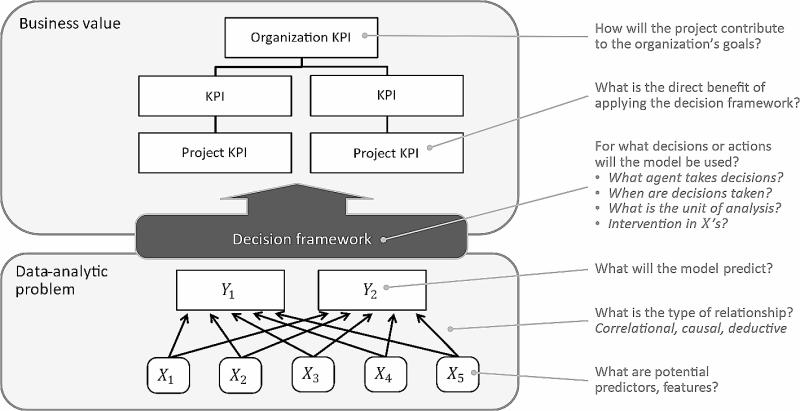 Business value
Organization KPI
KPI
KPI
Project KPI
Project KPI
Decision framework
Data-analytic
problem
Y1
Y2
X1
X2
X3
X4
X5
How will the project contribute
to the organization's goals?
What is the direct benefit of
applying the decision framework?
For what decisions or actions
will the model be used?
• What agent takes decisions?
• When are decisions taken?
• What is the unit of analysis?
• Intervention in X's?
What will the model predict?
What is the type of relationship?
Correlational, causal, deductive
What are potential
predictors, features?